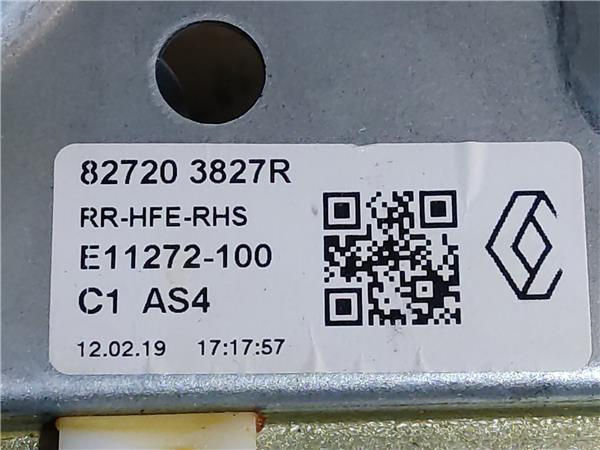 82720 3827R
RR-HFE-RHS
E11272-100
C1 AS4
12.02.19 17:17:57